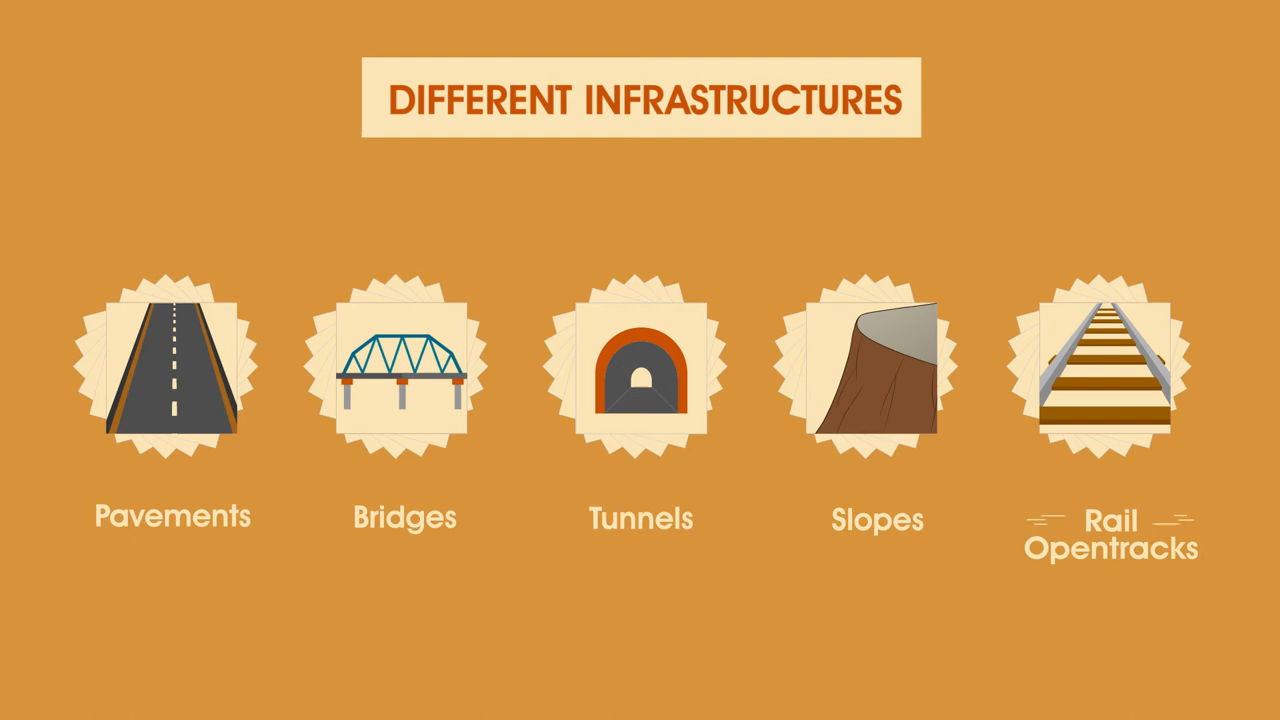 DIFFERENT INFRASTRUCTURES
Pavements
Bridges
Tunnels
Slopes
Rail
Opentracks